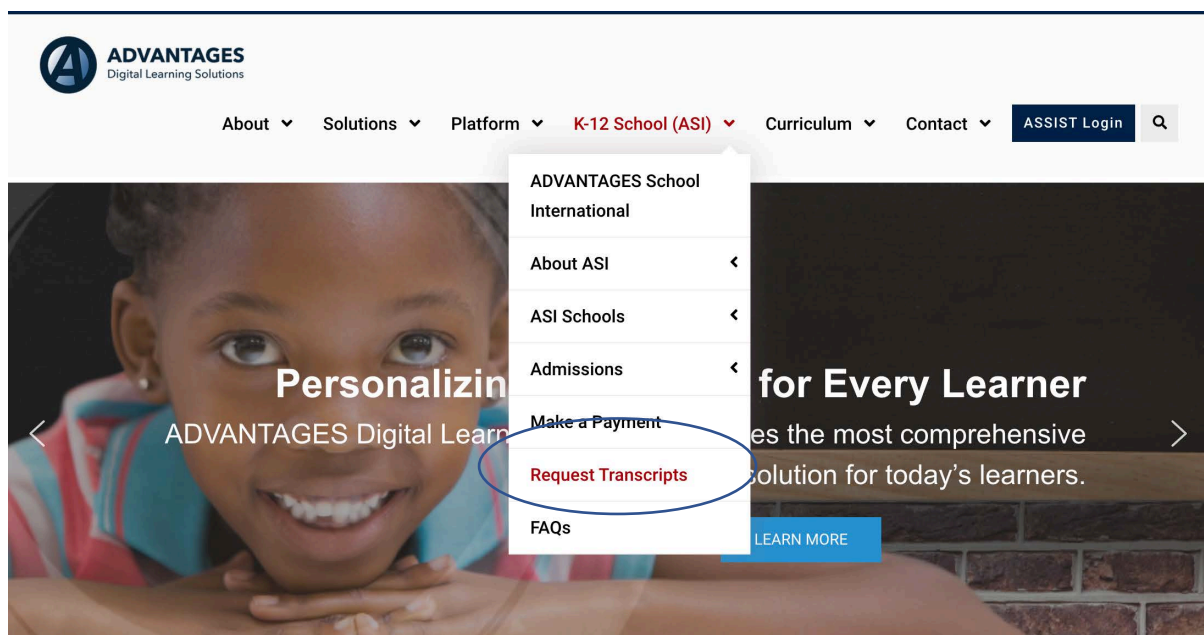 ADVANTAGES
Digital Learning Solutions
About
Solutions
Platform
K-12 School (ASI)
Curriculum
Contact
ASSIST Login
ADVANTAGES School
International
About ASI
ASI Schools
Admissions
Make a Payment
Request Transcripts
FAQs
Personalizin
for Every Learner
ADVANTAGES Digital Learn
es the most comprehensive
solution for today's learners.
LEARN MORE